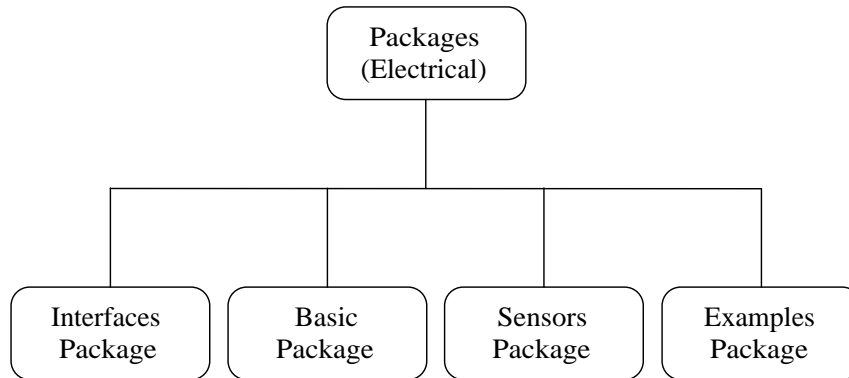 Packages
(Electrical)
Interfaces
Package
Basic
Package
Sensors
Package
Examples
Package